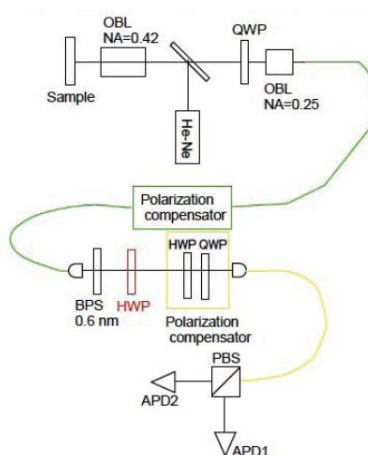 OBL
NA=0.42
QWP
Sample
He-Ne
OBL
NA=0.25
Polarization
compensator
HWP QWP
BPS
0.6 nm
HWP
Polarization
compensator
PBS
APD2
APD1